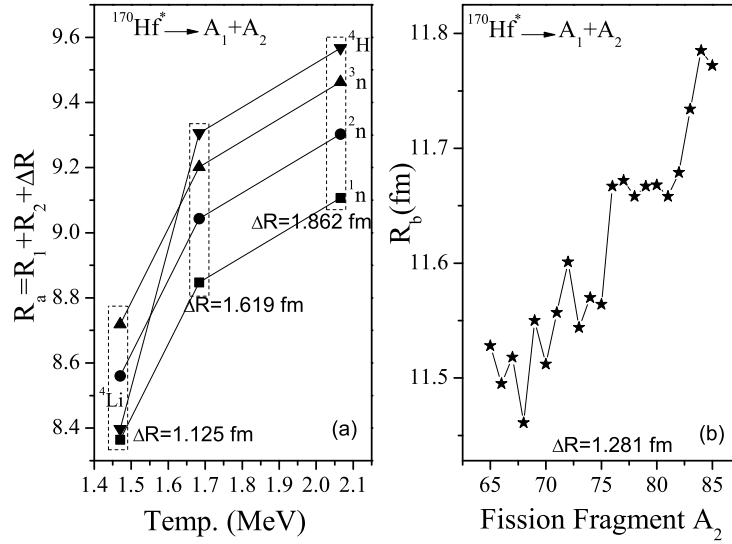 ¹⁷⁰Hf* → A₁+A₂
Rₐ=R₁+R₂+ΔR
9.6
9.4
9.2
9.0
8.8
8.6
8.4
⁴H
³n
²n
¹n
ΔR=1.862 fm
ΔR=1.619 fm
⁴Li
ΔR=1.125 fm
(a)
1.4 1.5 1.6 1.7 1.8 1.9 2.0 2.1
Temp. (MeV)
¹⁷⁰Hf* → A₁+A₂
R_b(fm)
11.8
11.7
11.6
11.5
ΔR=1.281 fm
(b)
65 70 75 80 85
Fission Fragment A₂